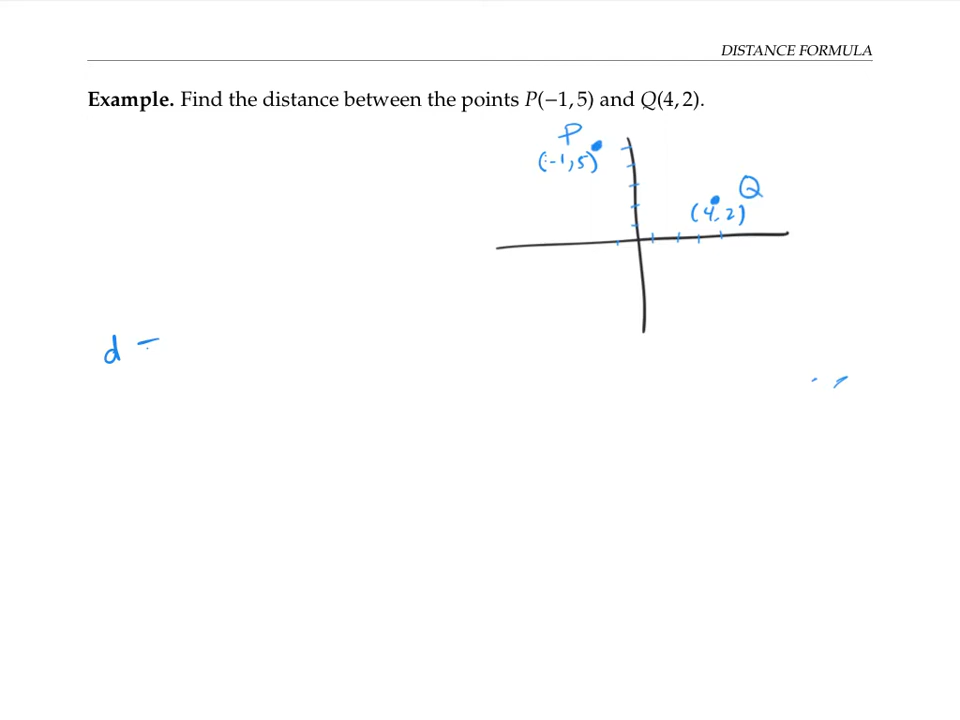 DISTANCE FORMULA
Example. Find the distance between the points P(−1, 5) and Q(4, 2).
P
(-1,5)
Q
(4,2)
d =